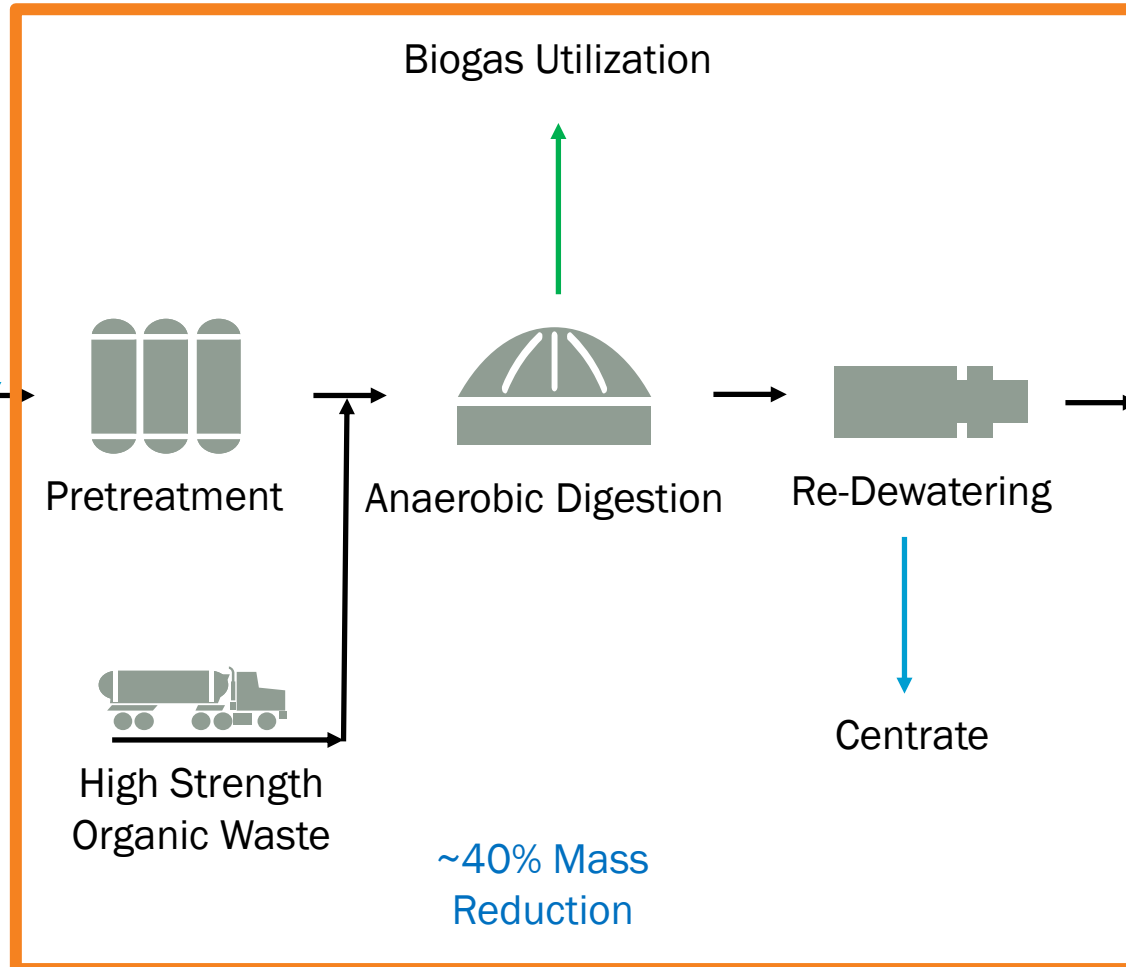 Biogas Utilization
Pretreatment
Anaerobic Digestion
Re-Dewatering
High Strength
Organic Waste
Centrate
~40% Mass
Reduction